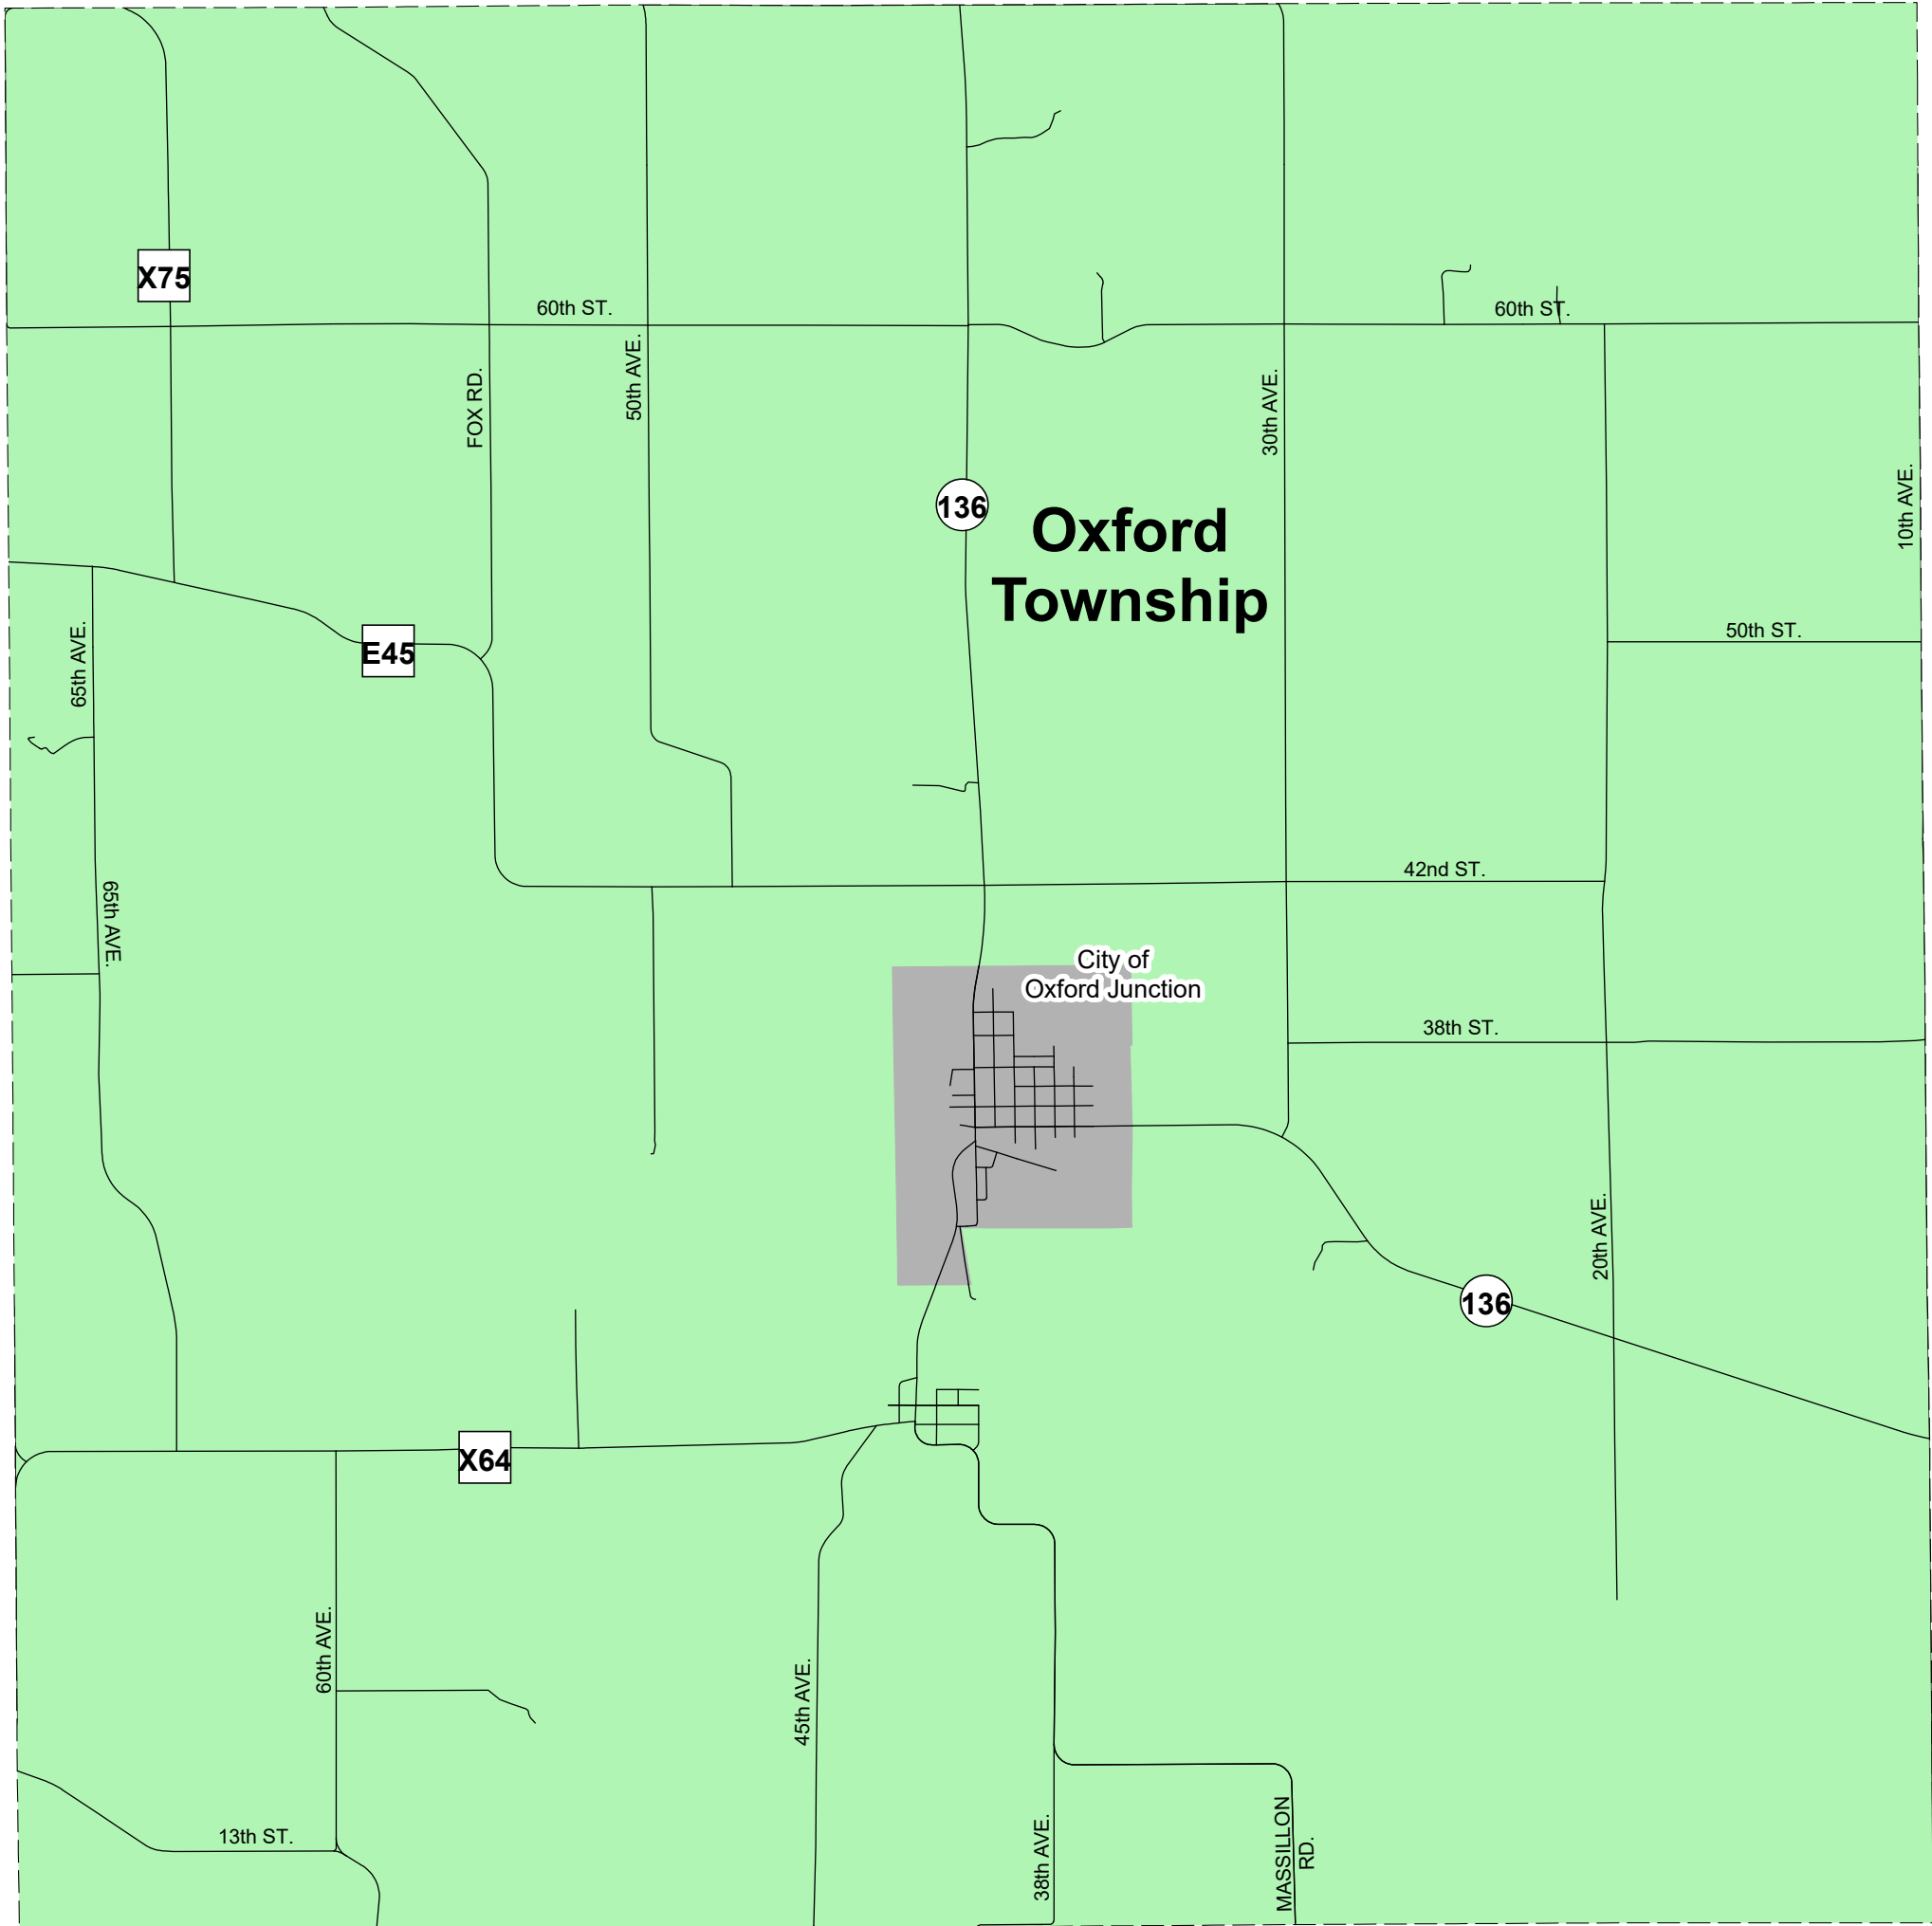 X75
60th ST.
60th ST.
50th AVE.
FOX RD.
30th AVE.
10th AVE.
136
Oxford
Township
65th AVE.
E45
50th ST.
42nd ST.
65th AVE.
City of
Oxford Junction
38th ST.
20th AVE.
136
X64
60th AVE.
45th AVE.
13th ST.
38th AVE.
MASSILLON
RD.